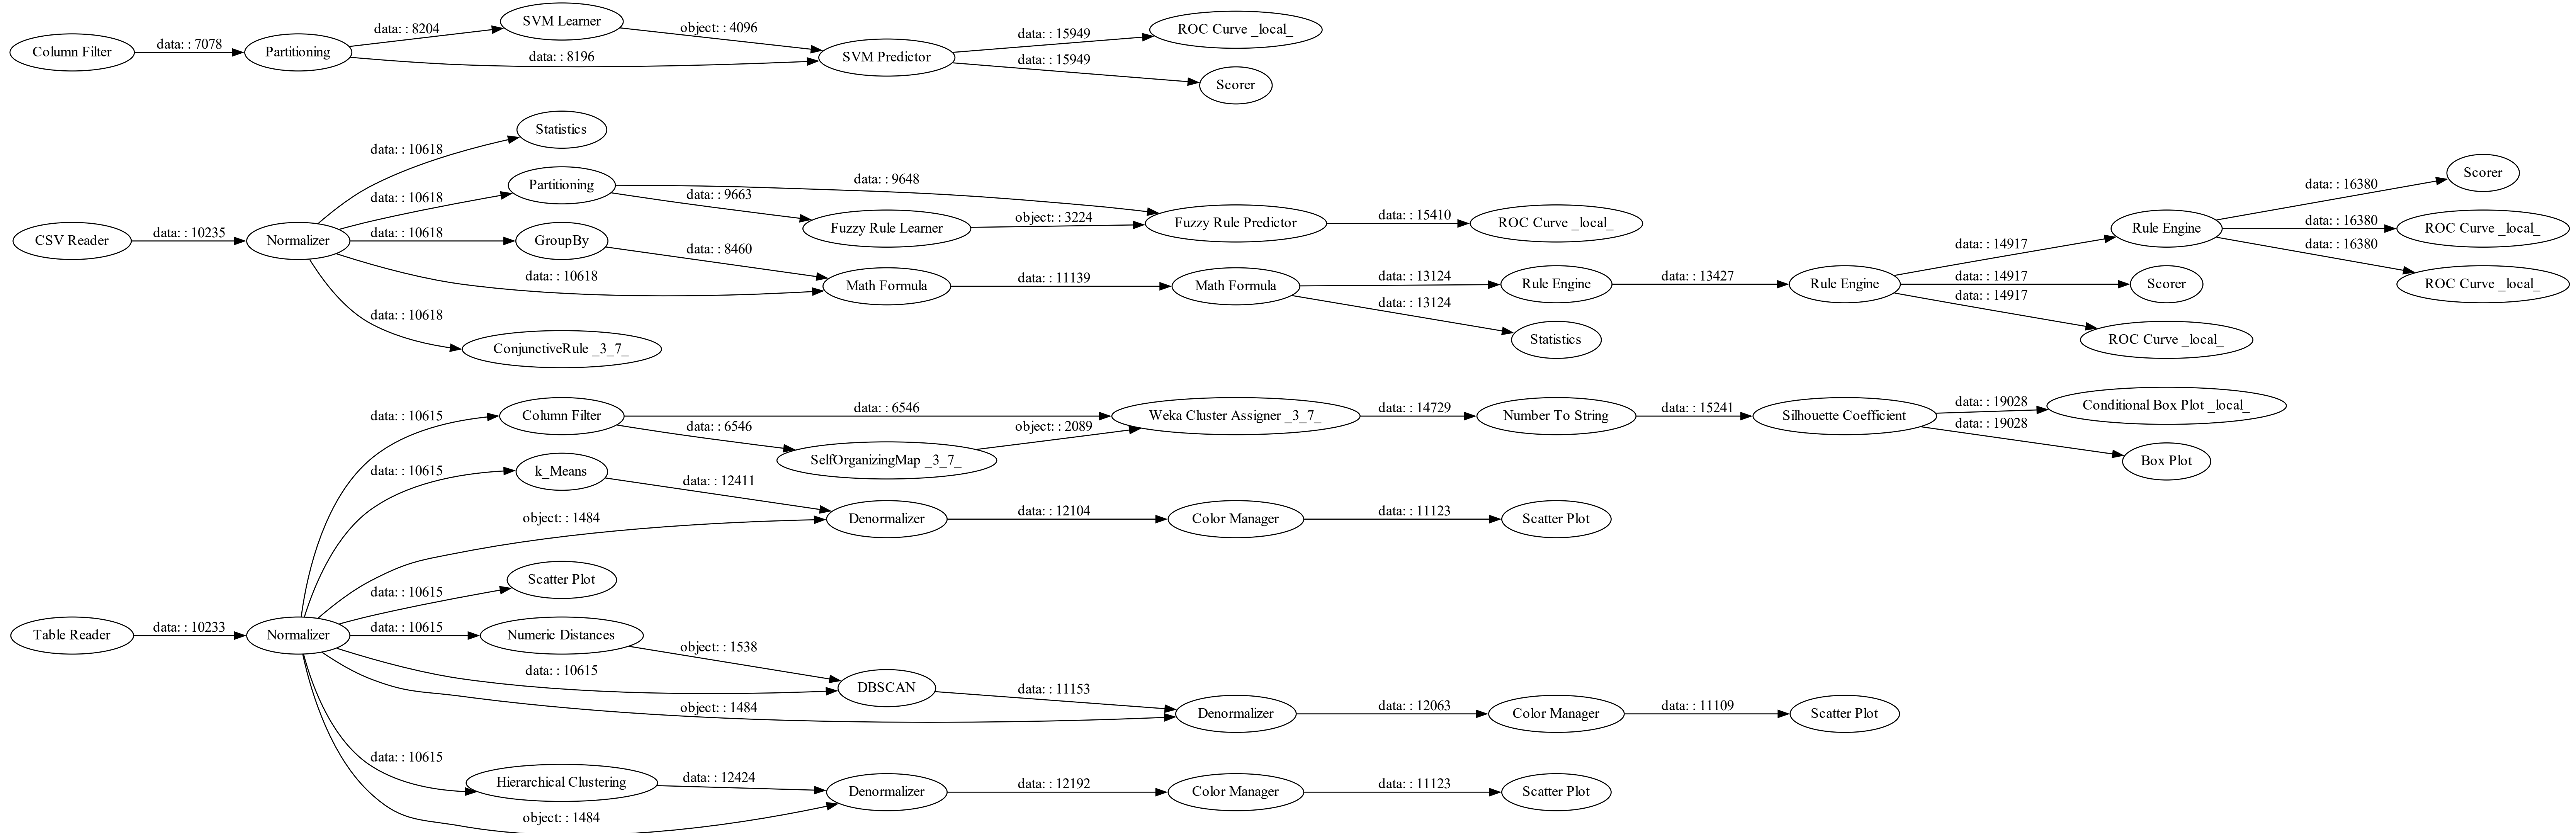 Column Filter
data: : 7078
Partitioning
data: : 8204
SVM Learner
object: : 4096
data: : 8196
SVM Predictor
data: : 15949
ROC Curve _local_
data: : 15949
Scorer
CSV Reader
data: : 10235
Normalizer
data: : 10618
Statistics
data: : 10618
Partitioning
data: : 9648
data: : 9663
Fuzzy Rule Learner
object: : 3224
Fuzzy Rule Predictor
data: : 15410
ROC Curve _local_
data: : 10618
GroupBy
data: : 8460
data: : 10618
Math Formula
data: : 11139
Math Formula
data: : 13124
Rule Engine
data: : 13427
Rule Engine
data: : 14917
Rule Engine
data: : 16380
Scorer
data: : 16380
ROC Curve _local_
data: : 16380
ROC Curve _local_
data: : 14917
Scorer
data: : 14917
ROC Curve _local_
data: : 13124
Statistics
data: : 10618
ConjunctiveRule _3_7_
Table Reader
data: : 10233
Normalizer
data: : 10615
Column Filter
data: : 6546
data: : 6546
SelfOrganizingMap _3_7_
object: : 2089
Weka Cluster Assigner _3_7_
data: : 14729
Number To String
data: : 15241
Silhouette Coefficient
data: : 19028
Conditional Box Plot _local_
data: : 19028
Box Plot
data: : 10615
k_Means
data: : 12411
object: : 1484
Denormalizer
data: : 12104
Color Manager
data: : 11123
Scatter Plot
data: : 10615
Scatter Plot
data: : 10615
Numeric Distances
object: : 1538
data: : 10615
DBSCAN
data: : 11153
object: : 1484
Denormalizer
data: : 12063
Color Manager
data: : 11109
Scatter Plot
data: : 10615
Hierarchical Clustering
data: : 12424
object: : 1484
Denormalizer
data: : 12192
Color Manager
data: : 11123
Scatter Plot